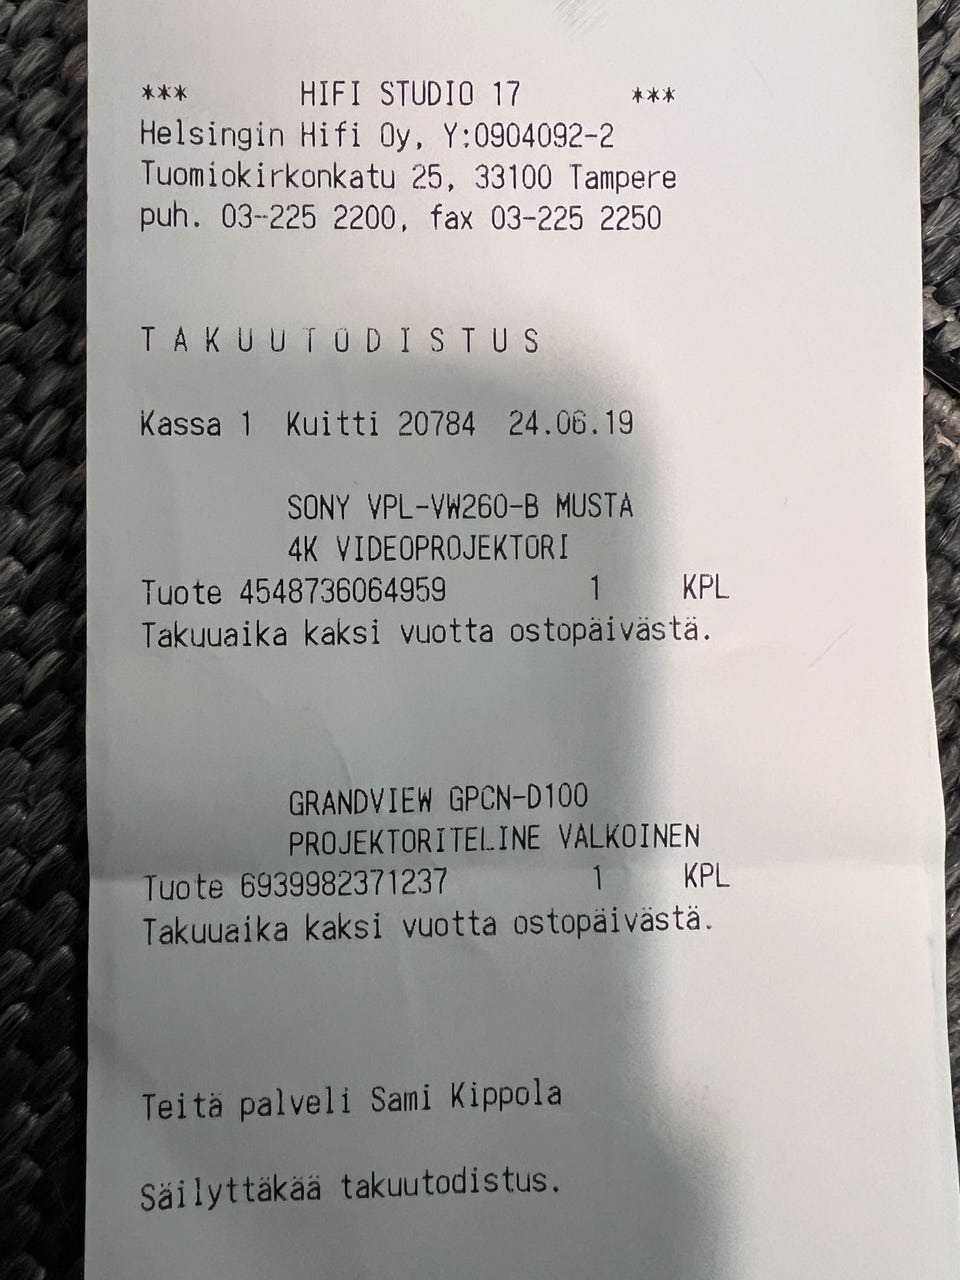 *** HIFI STUDIO 17 ***
Helsingin Hifi Oy, Y:0904092-2
Tuomiokirkonkatu 25, 33100 Tampere
puh. 03-225 2200, fax 03-225 2250
T A K U U T O D I S T U S
Kassa 1 Kuitti 20784 24.06.19
SONY VPL-VW260-B MUSTA
4K VIDEOPROJEKTORI
Tuote 4548736064959 1 KPL
Takuuaika kaksi vuotta ostopäivästä.
GRANDVIEW GPCN-D100
PROJEKTORITELINE VALKOINEN
Tuote 6939982371237 1 KPL
Takuuaika kaksi vuotta ostopäivästä.
Teitä palveli Sami Kippola
Säilyttäkää takuutodistus.